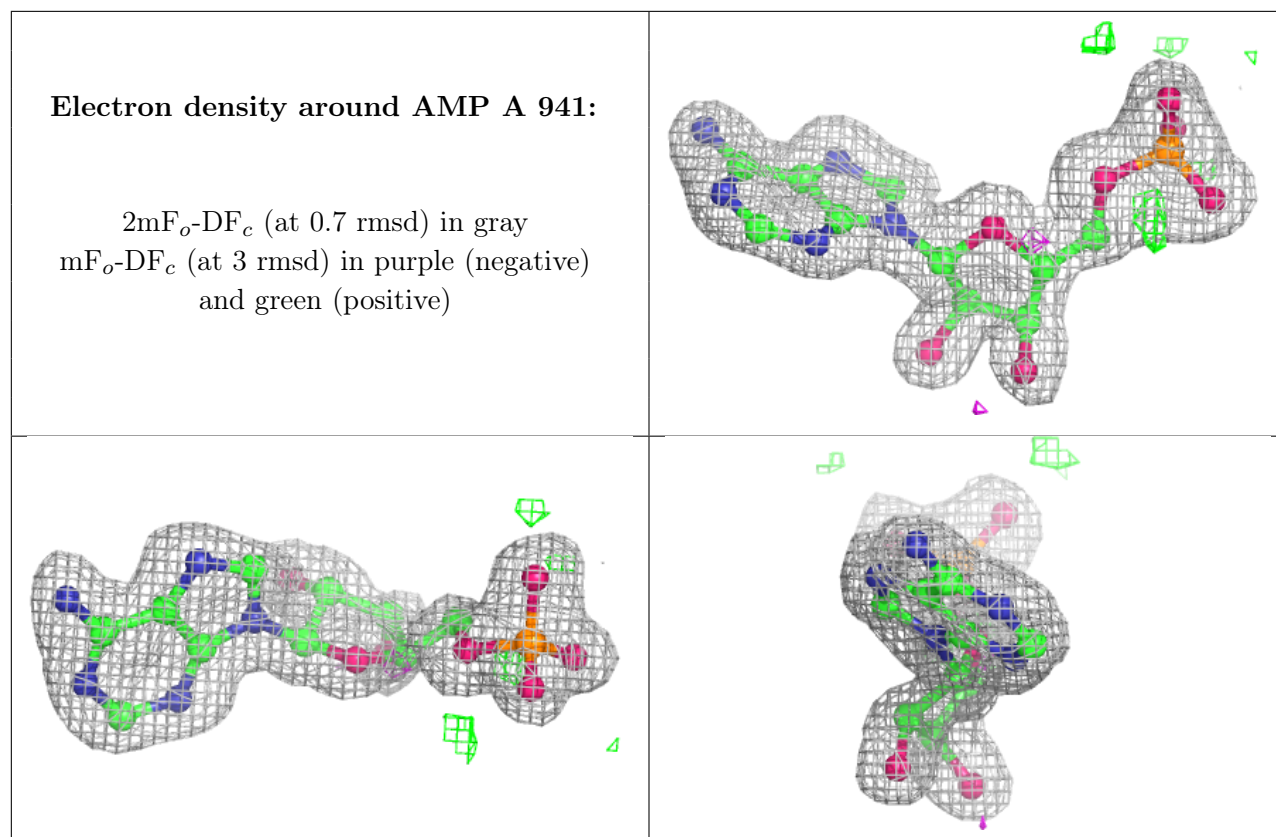 Electron density around AMP A 941:
2mFo-DFc (at 0.7 rmsd) in gray
mFo-DFc (at 3 rmsd) in purple (negative)
and green (positive)